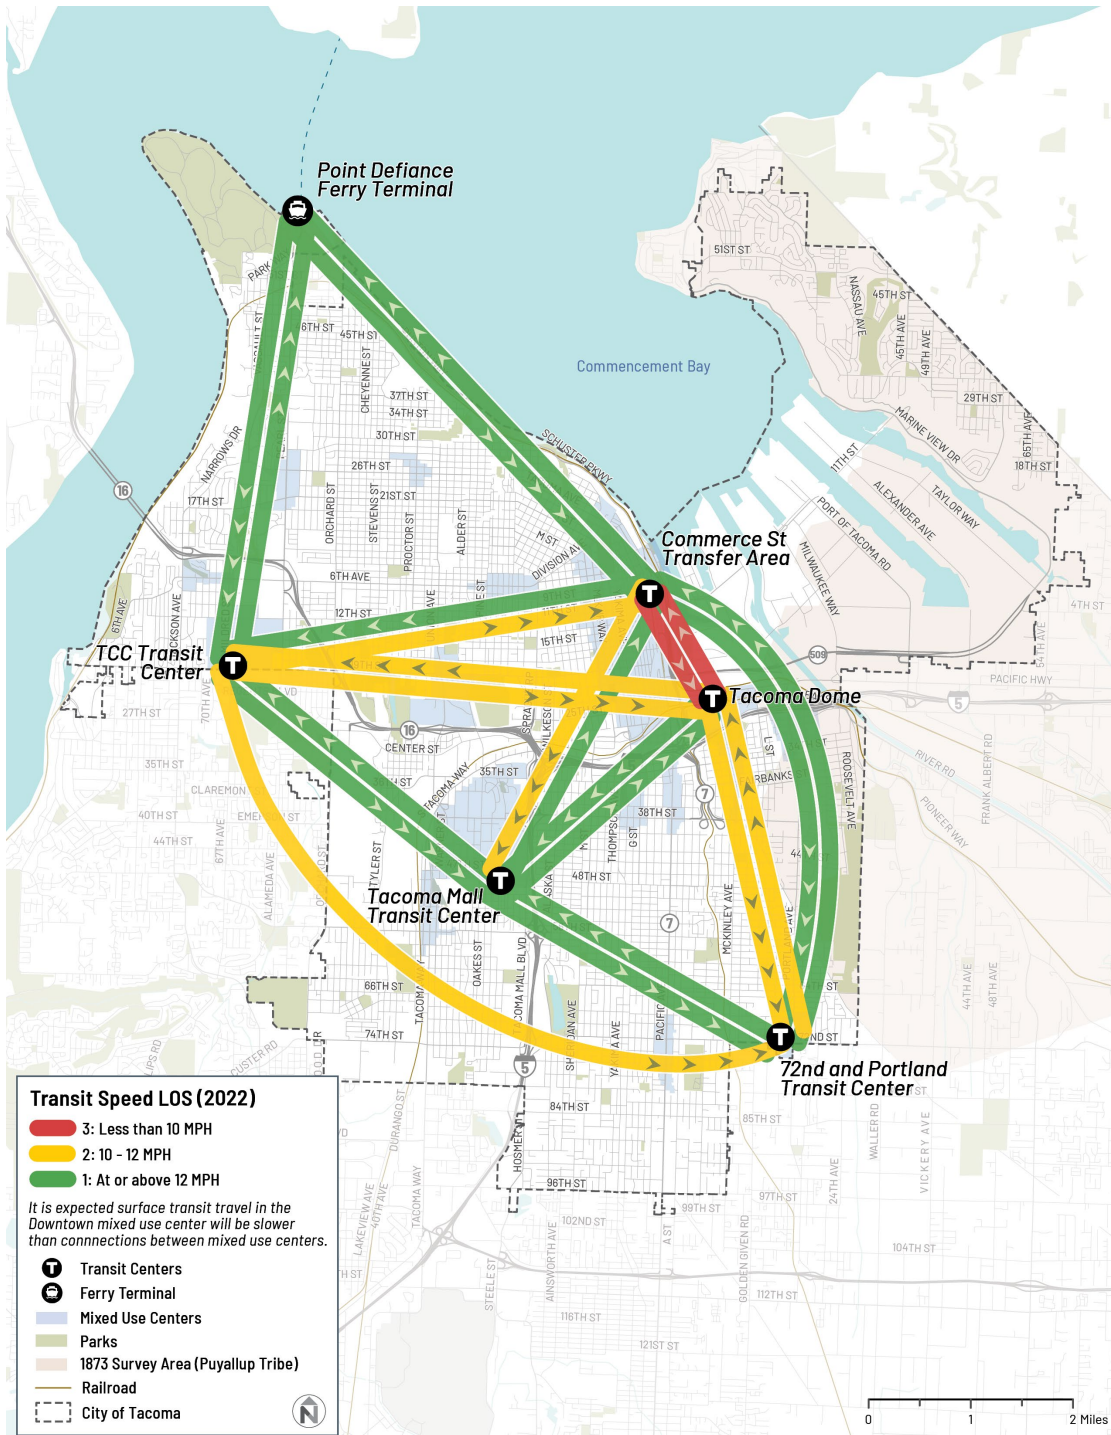 Point Defiance
Ferry Terminal
51ST ST
NASSAU AVE
45TH ST
45TH AVE
49TH AVE
PARK
6TH ST
45TH ST
CHEYENNE ST
Commencement Bay
37TH ST
34TH ST
30TH ST
29TH ST
MARINE VIEW DR
65TH AVE
18TH ST
NARROWS DR
SCHUSTER PKWY
26TH ST
11TH ST
16
17TH ST
21ST ST
ORCHARD ST
STEVENS ST
PROCTOR ST
ALDER ST
TAYLOR WAY
ALEXANDER AVE
PORT OF TACOMA RD
M ST
DIVISION AV
Commerce St
Transfer Area
MILWAUKEE WAY
6TH AVE
6TH AVE
JACKSON AVE
12TH ST
15TH ST
4TH ST
54TH AVE
509
TCC Transit
Center
Tacoma Dome
PACIFIC HWY
5
27TH ST
70TH AVE
16
CENTER ST
L ST
35TH ST
35TH ST
TACOMA WAY
ROOSEVELT AVE
RIVER RD
FRANK ALBERT RD
PIONEER WAY
CLAREMON
40TH ST
44TH ST
67TH AVE
7
38TH ST
THOMPS
G ST
TYLER ST
ALAMEDA AVE
48TH ST
Tacoma Mall
Transit Center
MCKINLEY AVE
7
OAKES ST
TACOMA MALL BLVD
66TH ST
74TH ST
PACIFIC
44TH AVE
48TH AVE
CUSTER RD
5
ND ST
72nd and Portland
Transit Center
84TH ST
85TH ST
HOSMER
DURANGO ST
WALLER RD
VICKERY AVE
96TH ST
97TH ST
99TH ST
24TH AVE
TACOMA WAY
LAKEVIEW AVE
40TH AVE
102ND ST
A ST
104TH ST
STEELE ST
AINSWORTH AVE
GOLDEN GIVEN RD
112TH ST
116TH ST
121ST ST
Transit Speed LOS (2022)
3: Less than 10 MPH
2: 10 - 12 MPH
1: At or above 12 MPH
It is expected surface transit travel in the
Downtown mixed use center will be slower
than connnections between mixed use centers.
T Transit Centers
Ferry Terminal
Mixed Use Centers
Parks
1873 Survey Area (Puyallup Tribe)
Railroad
City of Tacoma
N
0 1 2 Miles